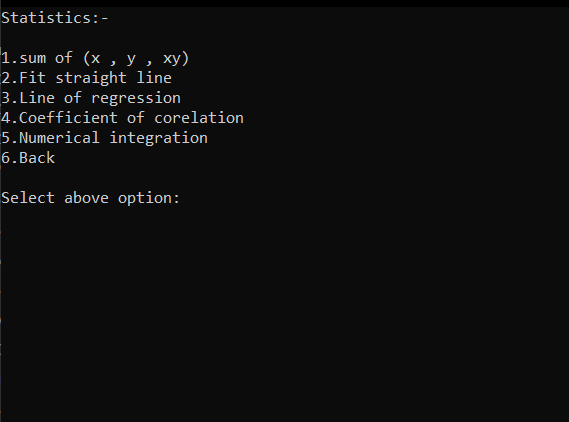 Statistics:-
1.sum of (x , y , xy)
2.Fit straight line
3.Line of regression
4.Coefficient of corelation
5.Numerical integration
6.Back
Select above option: